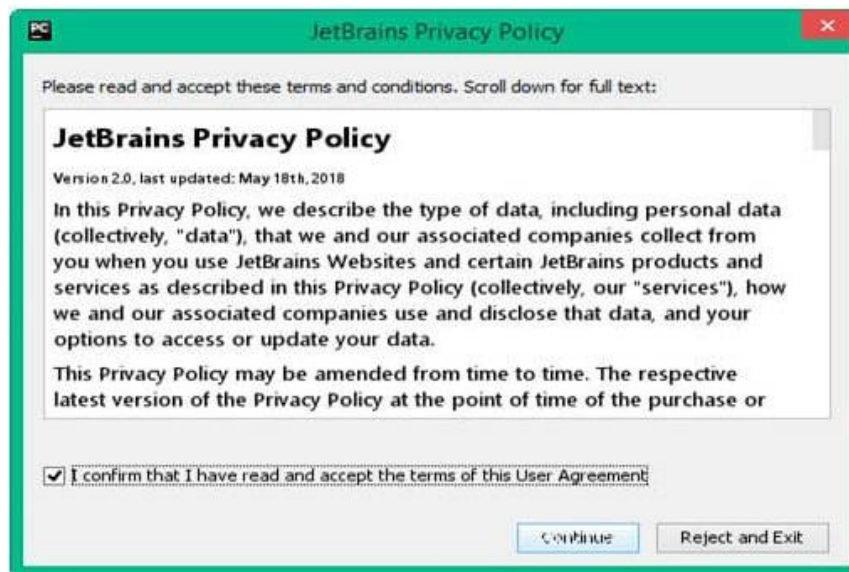 PC
JetBrains Privacy Policy
Please read and accept these terms and conditions. Scroll down for full text:
JetBrains Privacy Policy
Version 2.0, last updated: May 18th, 2018
In this Privacy Policy, we describe the type of data, including personal data
(collectively, "data"), that we and our associated companies collect from
you when you use JetBrains Websites and certain JetBrains products and
services as described in this Privacy Policy (collectively, our "services"), how
we and our associated companies use and disclose that data, and your
options to access or update your data.
This Privacy Policy may be amended from time to time. The respective
latest version of the Privacy Policy at the point of time of the purchase or
I confirm that I have read and accept the terms of this User Agreement
Continue Reject and Exit